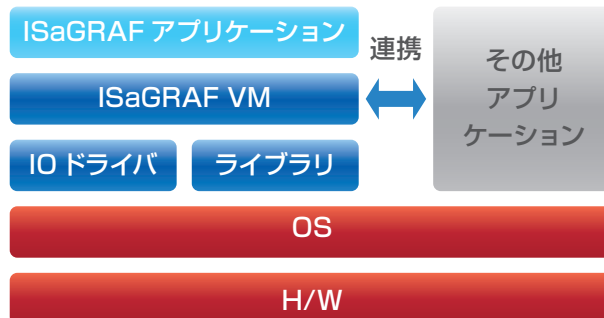 ISaGRAF アプリケーション
連携
その他
アプリ
ケーション
ISaGRAF VM
IO ドライバ
ライブラリ
OS
H/W